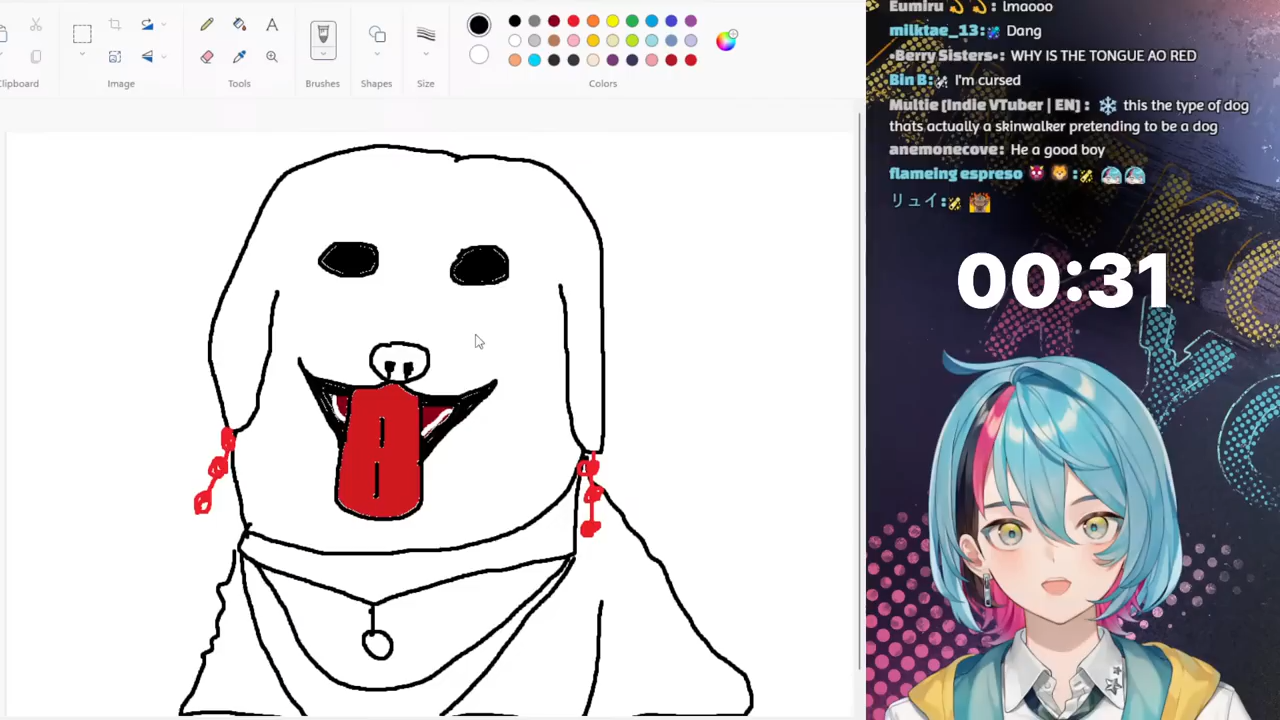 Eumiru: lmaooo
milktae_13: Dang
•Berry Sisters•: WHY IS THE TONGUE AO RED
Bin B: I'm cursed
Multie [Indie VTuber | EN] : this the type of dog
thats actually a skinwalker pretending to be a dog
anemonecove: He a good boy
flameing espreso :
リュイ:
00:31
Clipboard
Image
Tools
Brushes
Shapes
Size
Colors